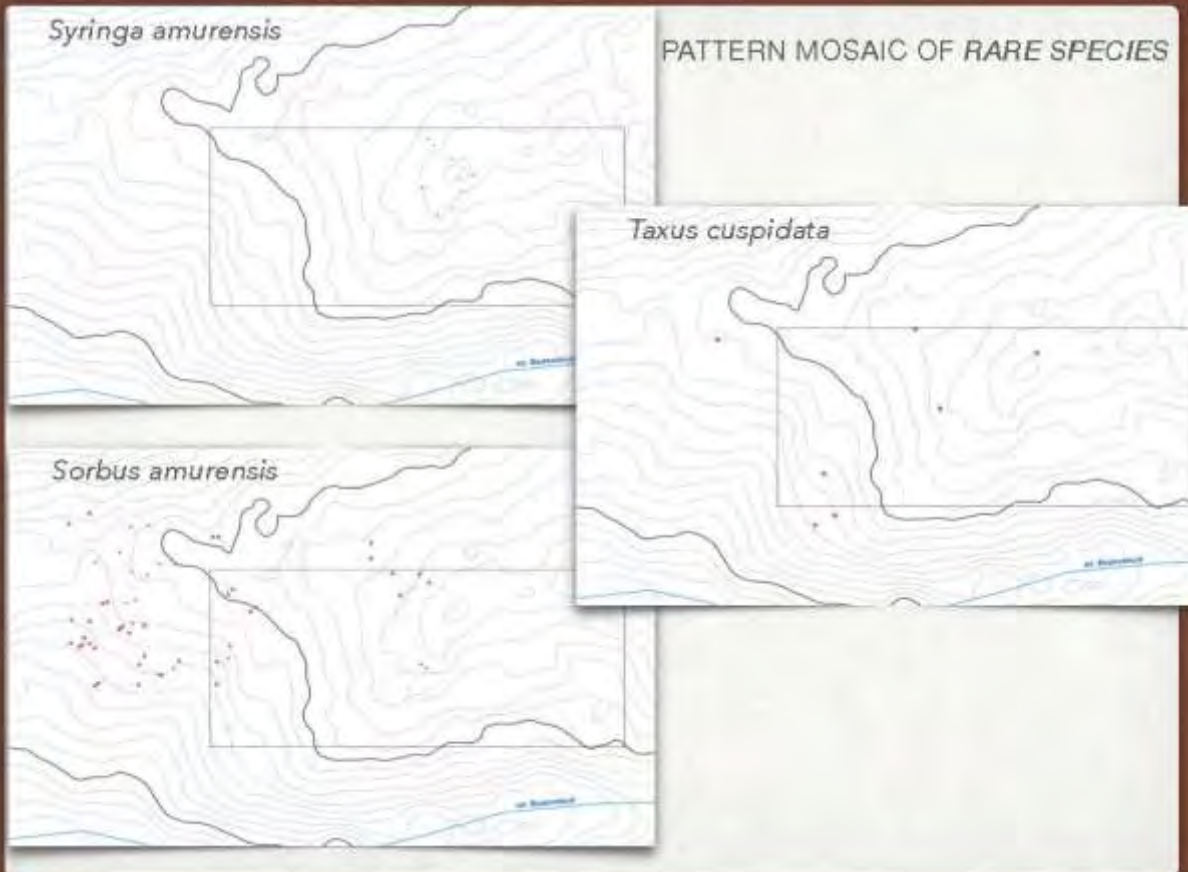 Syringa amurensis
PATTERN MOSAIC OF RARE SPECIES
Taxus cuspidata
Sorbus amurensis